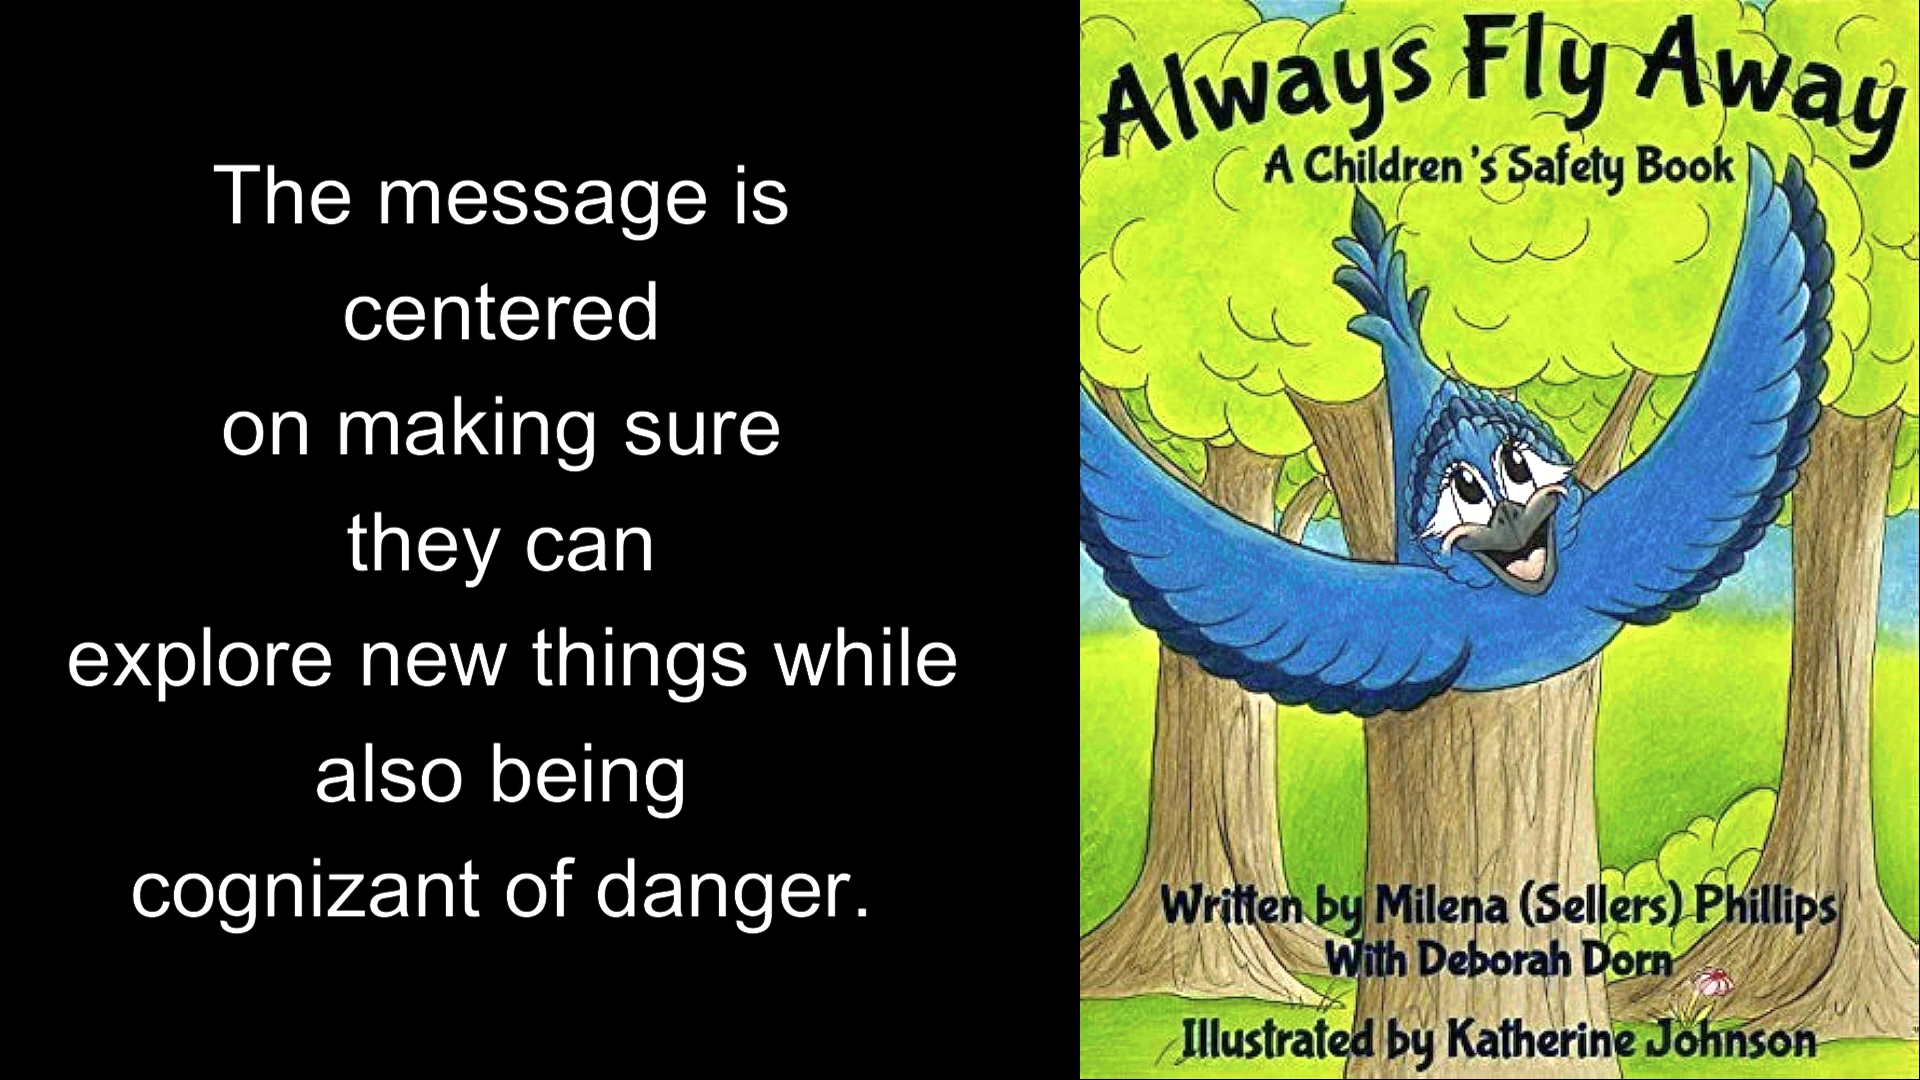 The message is
centered
on making sure
they can
explore new things while
also being
cognizant of danger.
Always Fly Away
A Children's Safety Book
Written by Milena (Sellers) Phillips
With Deborah Dorn
Illustrated by Katherine Johnson